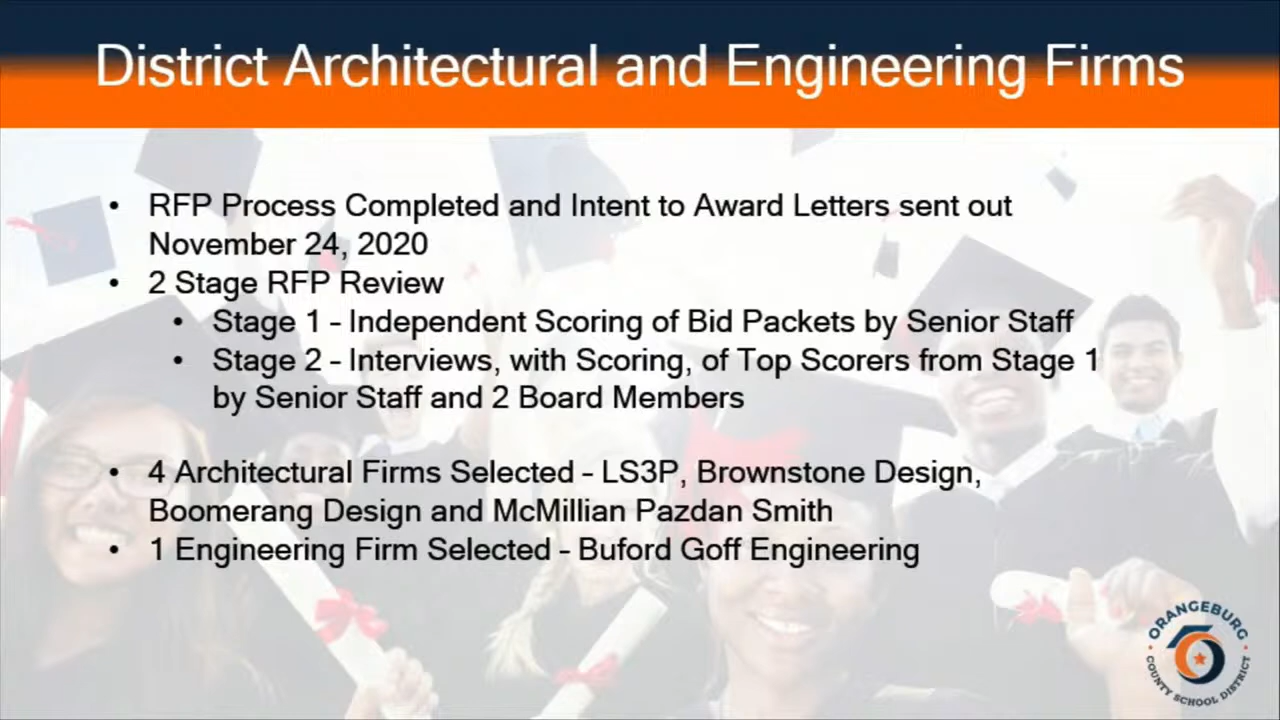 District Architectural and Engineering Firms
• RFP Process Completed and Intent to Award Letters sent out
November 24, 2020
• 2 Stage RFP Review
• Stage 1 – Independent Scoring of Bid Packets by Senior Staff
• Stage 2 – Interviews, with Scoring, of Top Scorers from Stage 1
by Senior Staff and 2 Board Members
• 4 Architectural Firms Selected – LS3P, Brownstone Design,
Boomerang Design and McMillian Pazdan Smith
• 1 Engineering Firm Selected – Buford Goff Engineering
ORANGEBURG
COUNTY SCHOOL DISTRICT